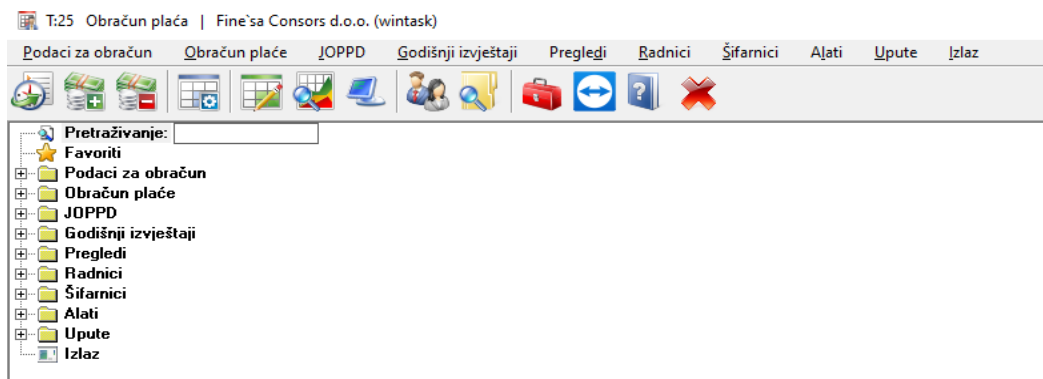 T:25 Obračun plaća | Fine`sa Consors d.o.o. (wintask)
Podaci za obračun Obračun plaće JOPPD Godišnji izvještaji Pregledi Radnici Šifarnici Alati Upute Izlaz
Pretraživanje:
Favoriti
Podaci za obračun
Obračun plaće
JOPPD
Godišnji izvještaji
Pregledi
Radnici
Šifarnici
Alati
Upute
Izlaz